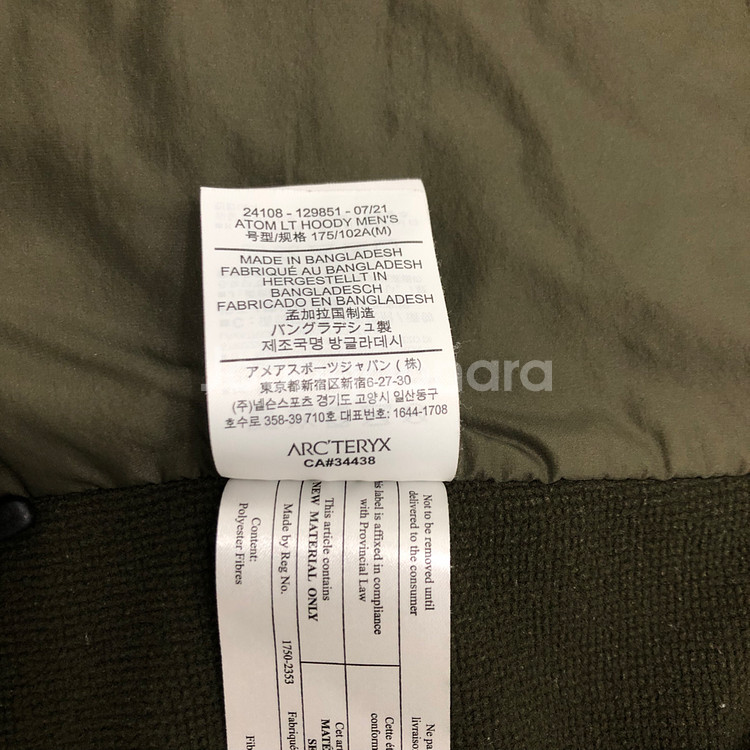 24108 - 129851 - 07/21
ATOM LT HOODY MEN'S
号型/规格 175/102A(M)
MADE IN BANGLADESH
FABRIQUÉ AU BANGLADESH
HERGESTELLT IN
BANGLADESCH
FABRICADO EN BANGLADESH
孟加拉国制造
バングラデシュ製
제조국명 방글라데시
アメアスポーツジャパン ( 株)
東京都新宿区新宿6-27-30
(주)넬슨스포츠 경기도 고양시 일산동구
호수로 358-39 710호 대표번호: 1644-1708
ARC'TERYX
CA#34438
Not to be removed until
delivered to the consumer
label is affixed in compliance
with Provincial Law
This article contains
NEW MATERIAL ONLY
Made by Reg No. 1750-2353
Content:
Polyester Fibres
Ne
Cette
Cet